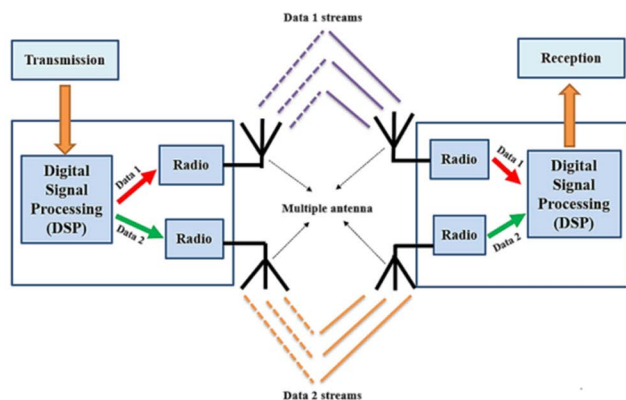 Data 1 streams
Transmission
Reception
Digital
Signal
Processing
(DSP)
Data 1
Data 2
Radio
Radio
Multiple antenna
Radio
Radio
Data 1
Data 2
Digital
Signal
Processing
(DSP)
Data 2 streams